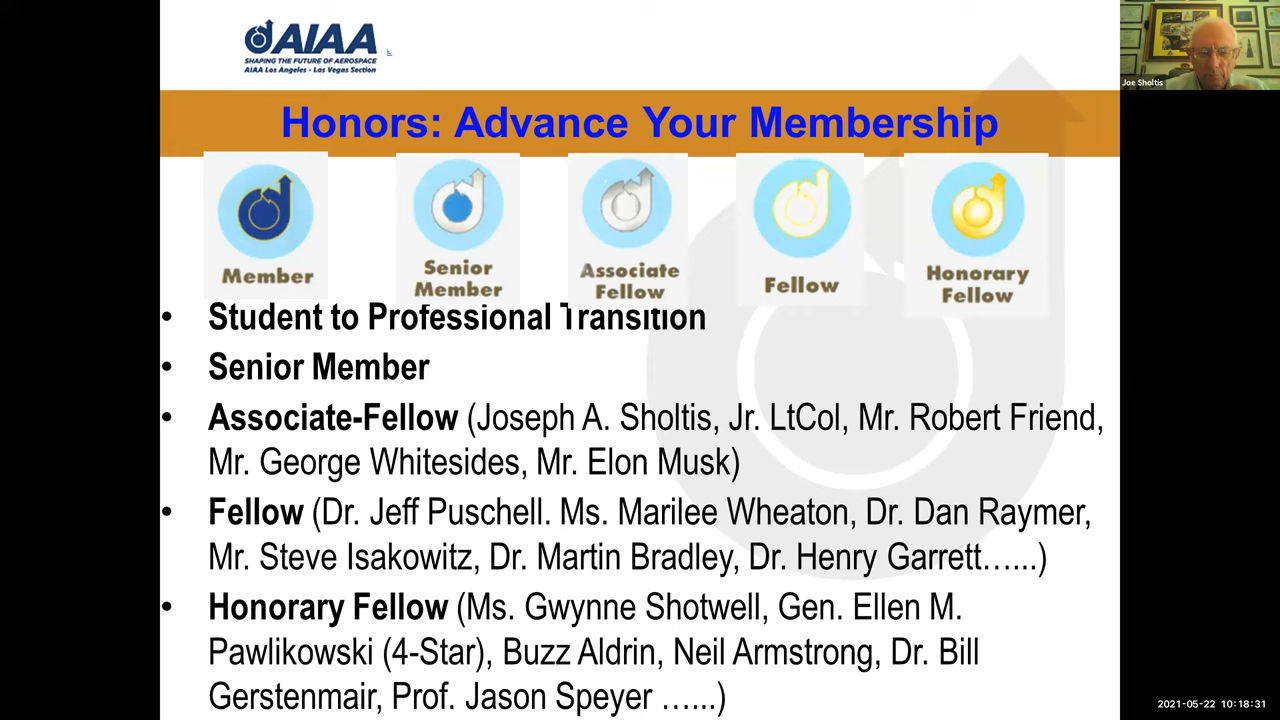 AIAA
SHAPING THE FUTURE OF AEROSPACE
AIAA Los Angeles - Las Vegas Section
Joe Sholtis
Honors: Advance Your Membership
Member
Senior
Member
Associate
Fellow
Fellow
Honorary
Fellow
• Student to Professional Transition
• Senior Member
• Associate-Fellow (Joseph A. Sholtis, Jr. LtCol, Mr. Robert Friend,
Mr. George Whitesides, Mr. Elon Musk)
• Fellow (Dr. Jeff Puschell. Ms. Marilee Wheaton, Dr. Dan Raymer,
Mr. Steve Isakowitz, Dr. Martin Bradley, Dr. Henry Garrett…...)
• Honorary Fellow (Ms. Gwynne Shotwell, Gen. Ellen M.
Pawlikowski (4-Star), Buzz Aldrin, Neil Armstrong, Dr. Bill
Gerstenmair, Prof. Jason Speyer …...)
2021-05-22 10:18:31